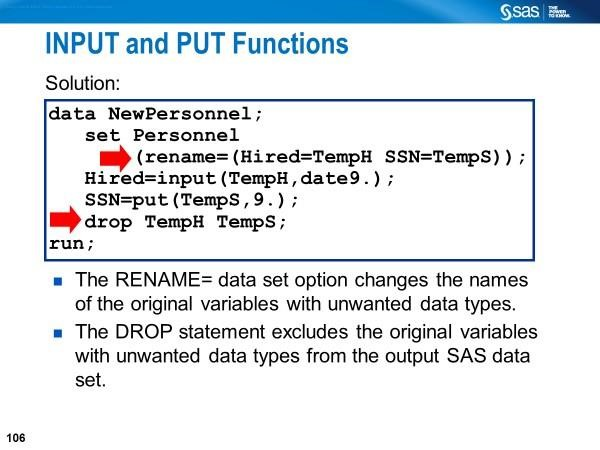 sas
THE
POWER
TO KNOW.
INPUT and PUT Functions
Solution:
data NewPersonnel;
set Personnel
(rename=(Hired=TempH SSN=TempS));
Hired=input(TempH,date9.);
SSN=put(TempS,9.);
drop TempH TempS;
run;
The RENAME= data set option changes the names
of the original variables with unwanted data types.
The DROP statement excludes the original variables
with unwanted data types from the output SAS data
set.
106